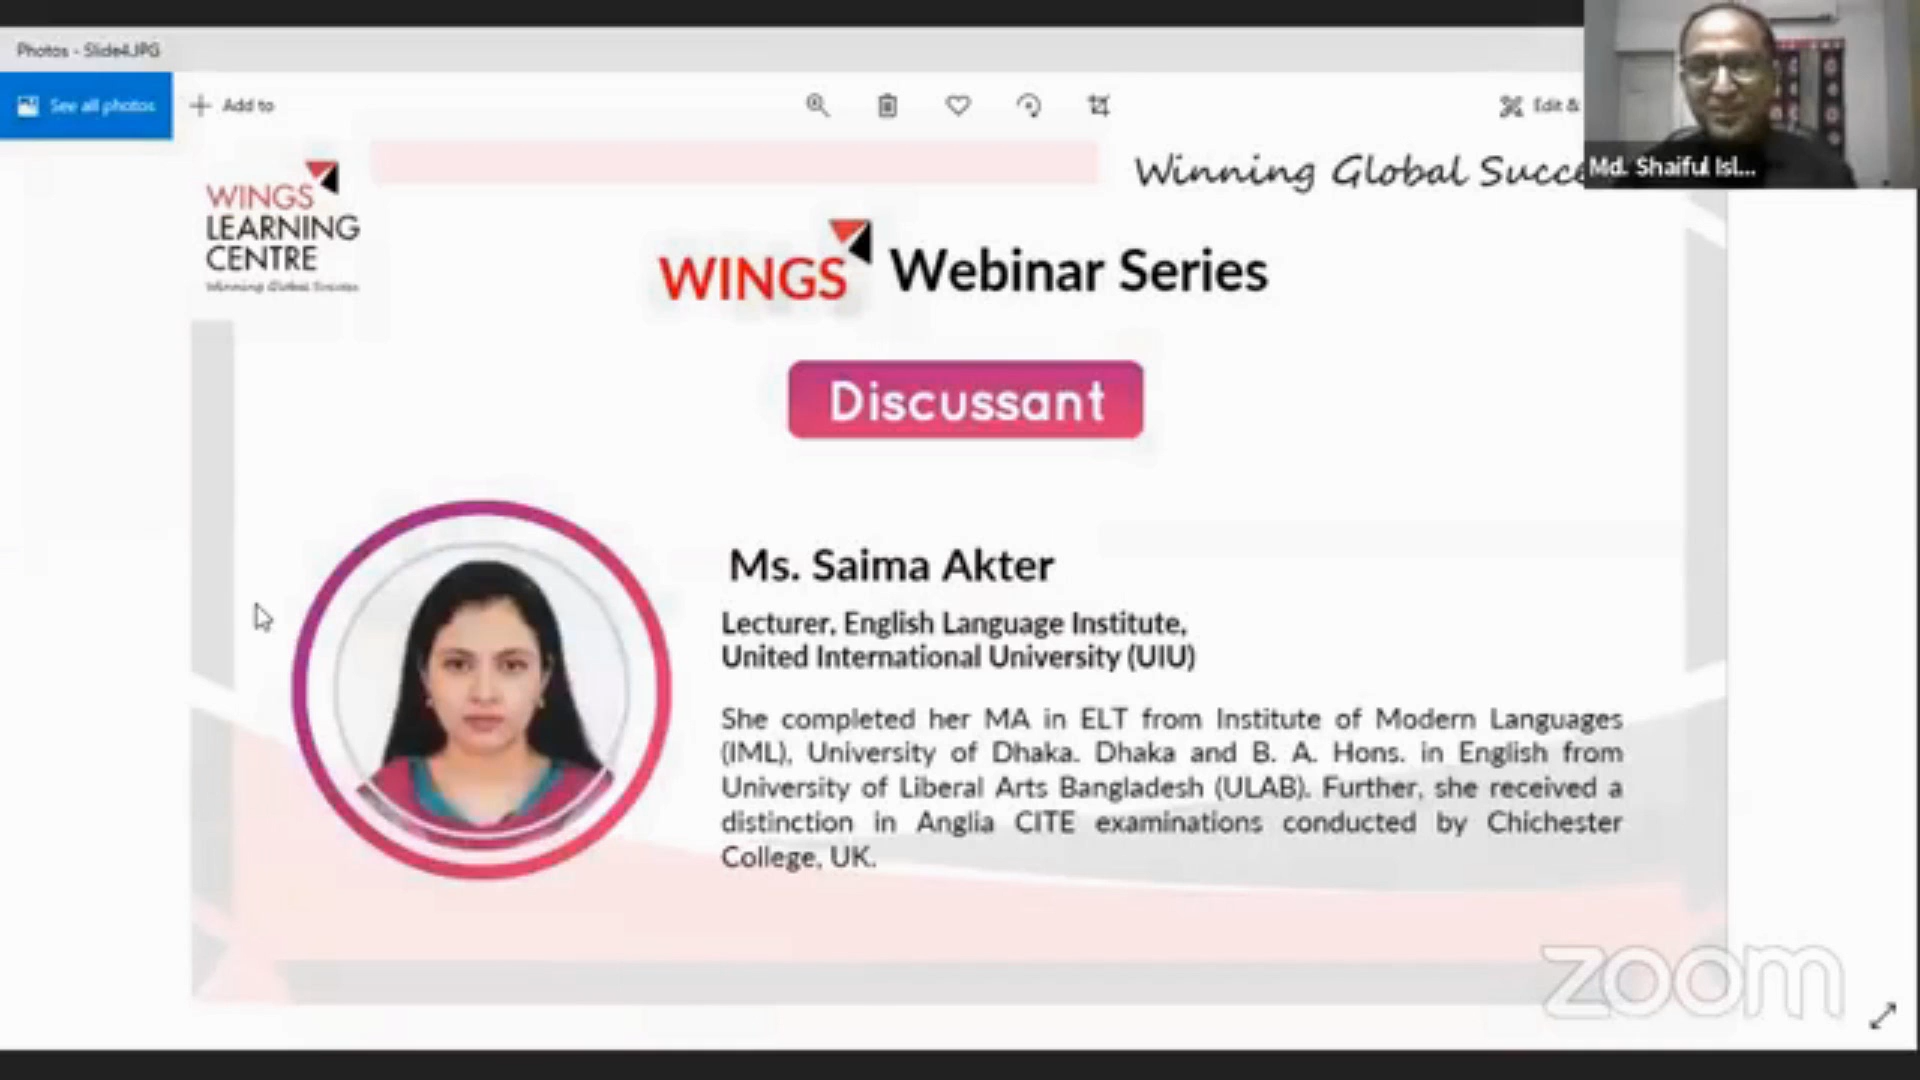 Photos - Slide4.JPG
See all photos
Add to
Edit &
Md. Shaiful Isl...
WINGS
LEARNING
CENTRE
Winning Global Success
Winning Global Succe
WINGS Webinar Series
Discussant
Ms. Saima Akter
Lecturer, English Language Institute,
United International University (UIU)
She completed her MA in ELT from Institute of Modern Languages
(IML), University of Dhaka. Dhaka and B. A. Hons. in English from
University of Liberal Arts Bangladesh (ULAB). Further, she received a
distinction in Anglia CITE examinations conducted by Chichester
College, UK.
zoom